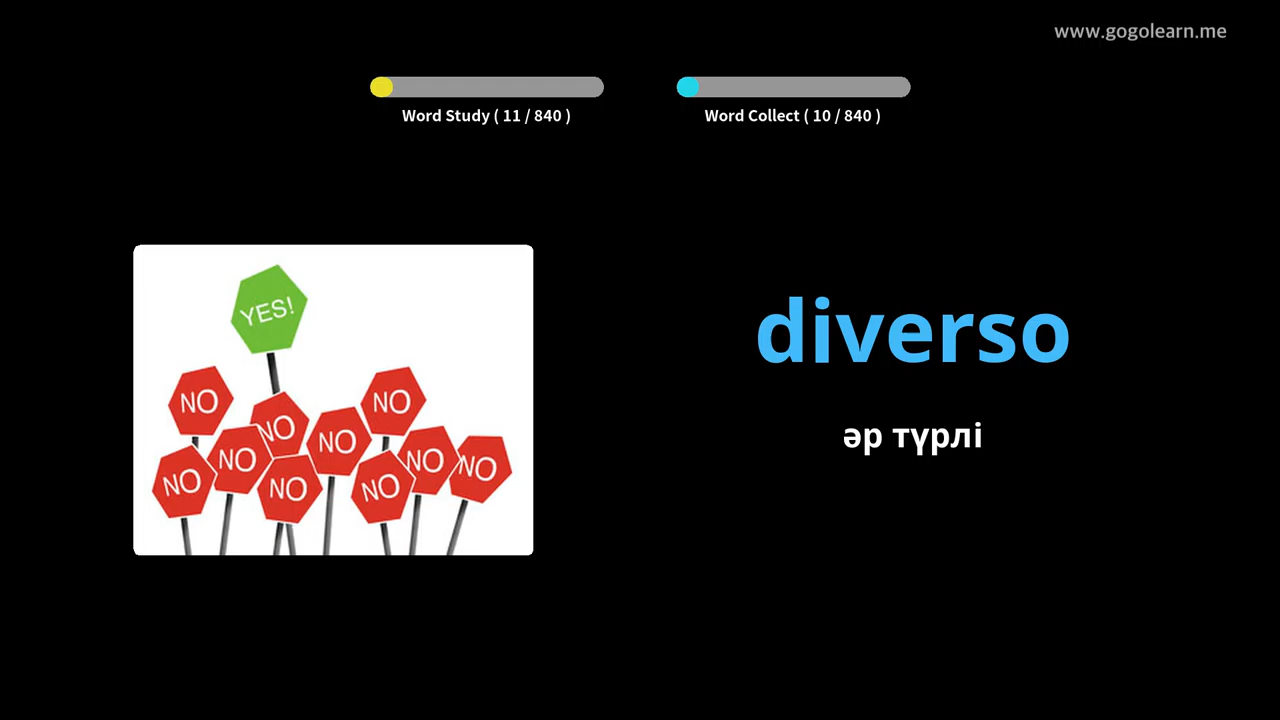 www.gogolearn.me
Word Study ( 11 / 840 )
Word Collect ( 10 / 840 )
YES!
NO
NO
NO
NO
NO
NO
NO
NO
NO
NO
diverso
әр түрлі